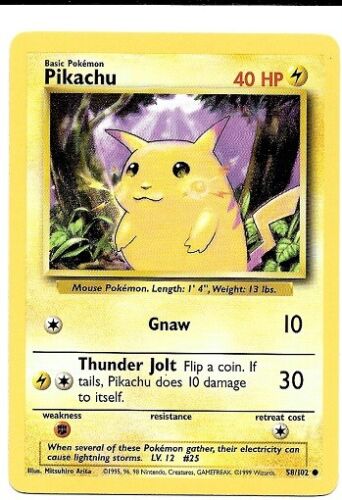 Basic Pokémon
Pikachu 40 HP
Mouse Pokémon. Length: 1' 4", Weight: 13 lbs.
Gnaw 10
Thunder Jolt Flip a coin. If
tails, Pikachu does 10 damage
to itself.
30
weakness resistance retreat cost
When several of these Pokémon gather, their electricity can
cause lightning storms. LV. 12 #25
Illus. Mitsuhiro Arita ©1995, 96, 98 Nintendo, Creatures, GAMEFREAK. ©1999 Wizards. 58/102